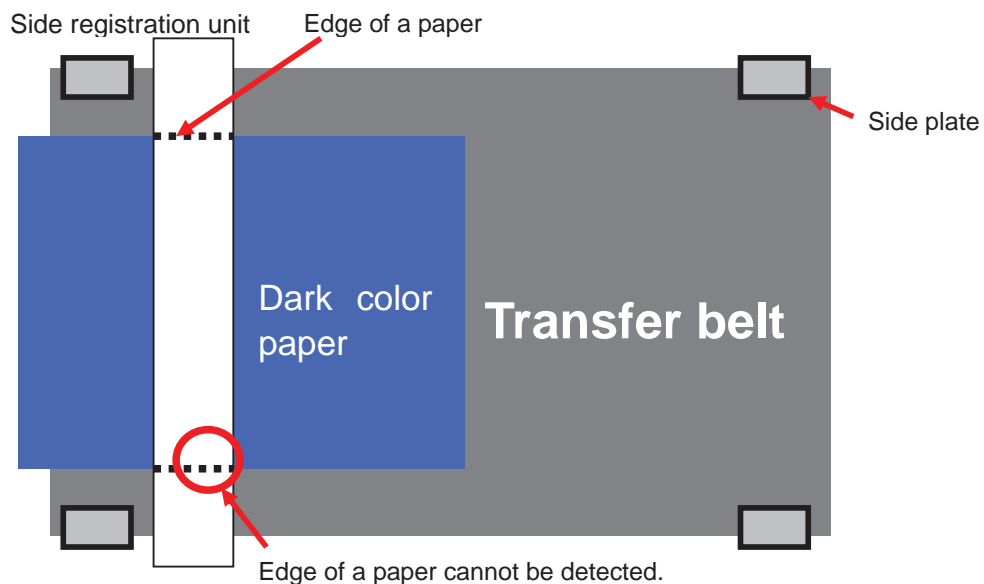 Side registration unit
Edge of a paper
Side plate
Dark color
paper
Transfer belt
Edge of a paper cannot be detected.